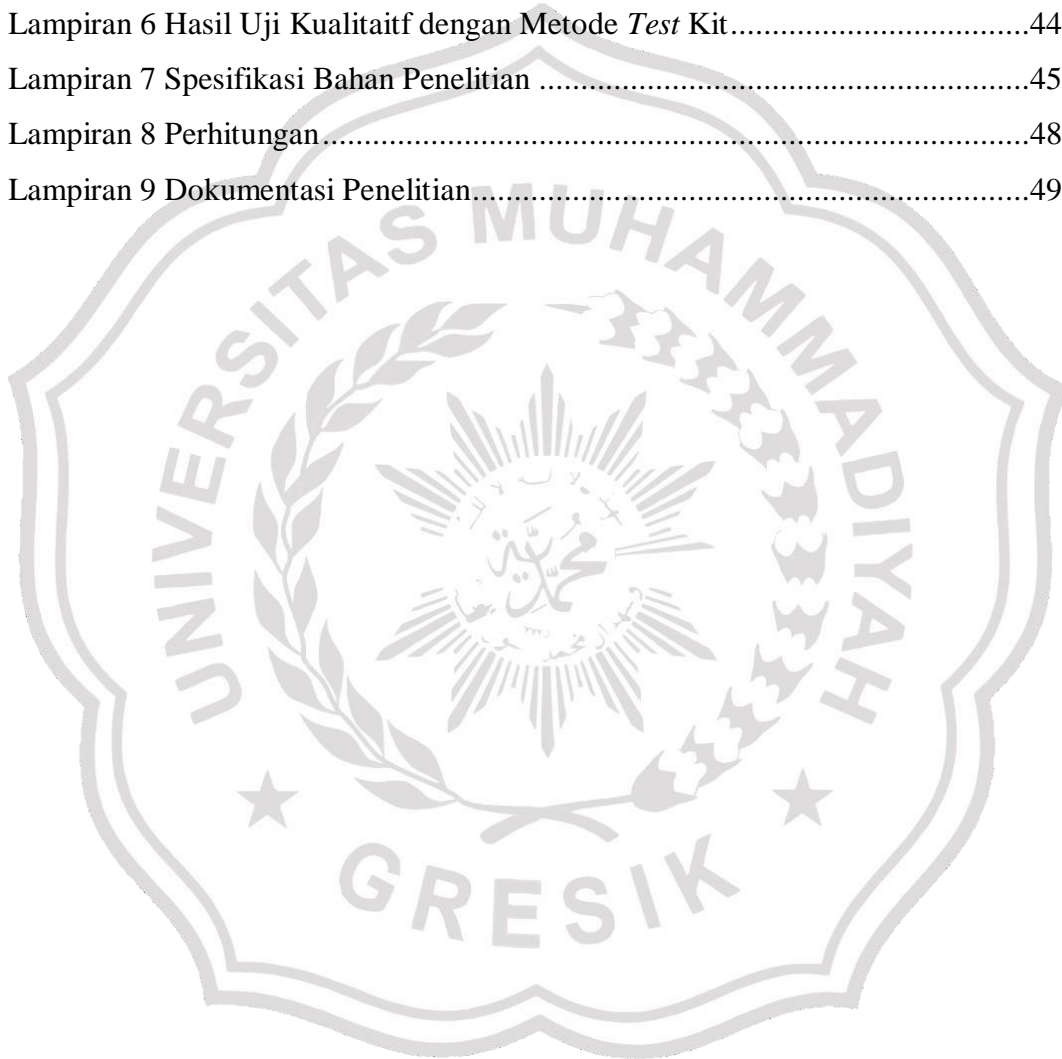 Lampiran 6 Hasil Uji Kualitaitf dengan Metode Test Kit....................................44
Lampiran 7 Spesifikasi Bahan Penelitian ............................................................45
Lampiran 8 Perhitungan......................................................................................48
Lampiran 9 Dokumentasi Penelitian...................................................................49
UNIVERSITAS MUHAMMADIYAH
محمد
GRESIK